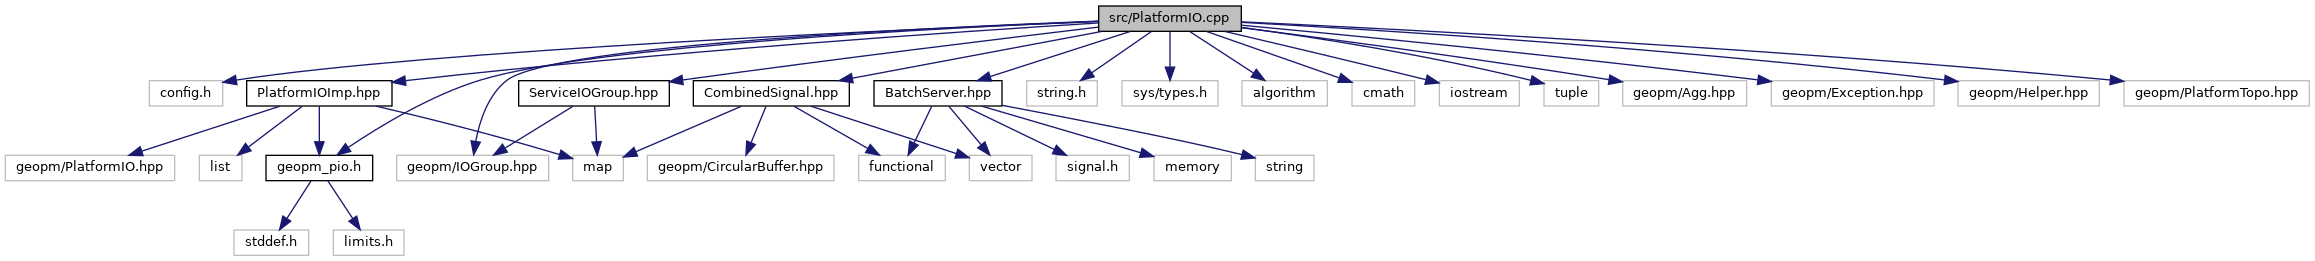 src/PlatformIO.cpp
config.h
PlatformIOImp.hpp
ServiceIOGroup.hpp
CombinedSignal.hpp
BatchServer.hpp
string.h
sys/types.h
algorithm
cmath
iostream
tuple
geopm/Agg.hpp
geopm/Exception.hpp
geopm/Helper.hpp
geopm/PlatformTopo.hpp
geopm/PlatformIO.hpp
list
geopm_pio.h
geopm/IOGroup.hpp
map
geopm/CircularBuffer.hpp
functional
vector
signal.h
memory
string
stddef.h
limits.h